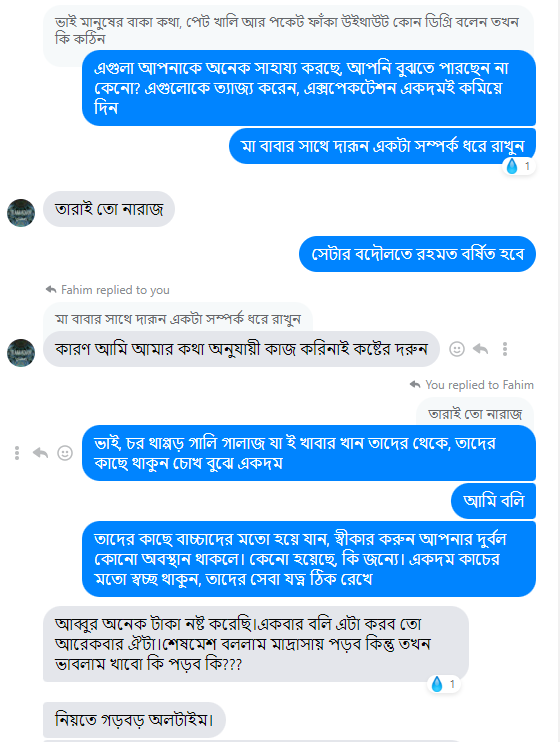 ভাই মানুষের বাকা কথা, পেট খালি আর পকেট ফাঁকা উইথাউট কোন ডিগ্রি বলেন তখন
কি কঠিন
এগুলা আপনাকে অনেক সাহায্য করছে, আপনি বুঝতে পারছেন না
কেনো? এগুলোকে ত্যাজ্য করেন, এক্সপেকটেশন একদমই কমিয়ে
দিন
মা বাবার সাথে দারুন একটা সম্পর্ক ধরে রাখুন
1
তারাই তো নারাজ
সেটার বদৌলতে রহমত বর্ষিত হবে
Fahim replied to you
মা বাবার সাথে দারুন একটা সম্পর্ক ধরে রাখুন
কারণ আমি আমার কথা অনুযায়ী কাজ করিনাই কষ্টের দরুন
You replied to Fahim
তারাই তো নারাজ
ভাই, চর থাপ্পড় গালি গালাজ যা ই খাবার খান তাদের থেকে, তাদের
কাছে থাকুন চোখ বুঝে একদম
আমি বলি
তাদের কাছে বাচ্চাদের মতো হয়ে যান, স্বীকার করুন আপনার দুর্বল
কোনো অবস্থান থাকলে। কেনো হয়েছে, কি জন্যে। একদম কাচের
মতো স্বচ্ছ থাকুন, তাদের সেবা যত্ন ঠিক রেখে
আব্বুর অনেক টাকা নষ্ট করেছি।একবার বলি এটা করব তো
আরেকবার ঐটা।শেষমেশ বললাম মাদ্রাসায় পড়ব কিন্তু তখন
ভাবলাম খাবো কি পড়ব কি???
1
নিয়তে গড়বড় অলটাইম।